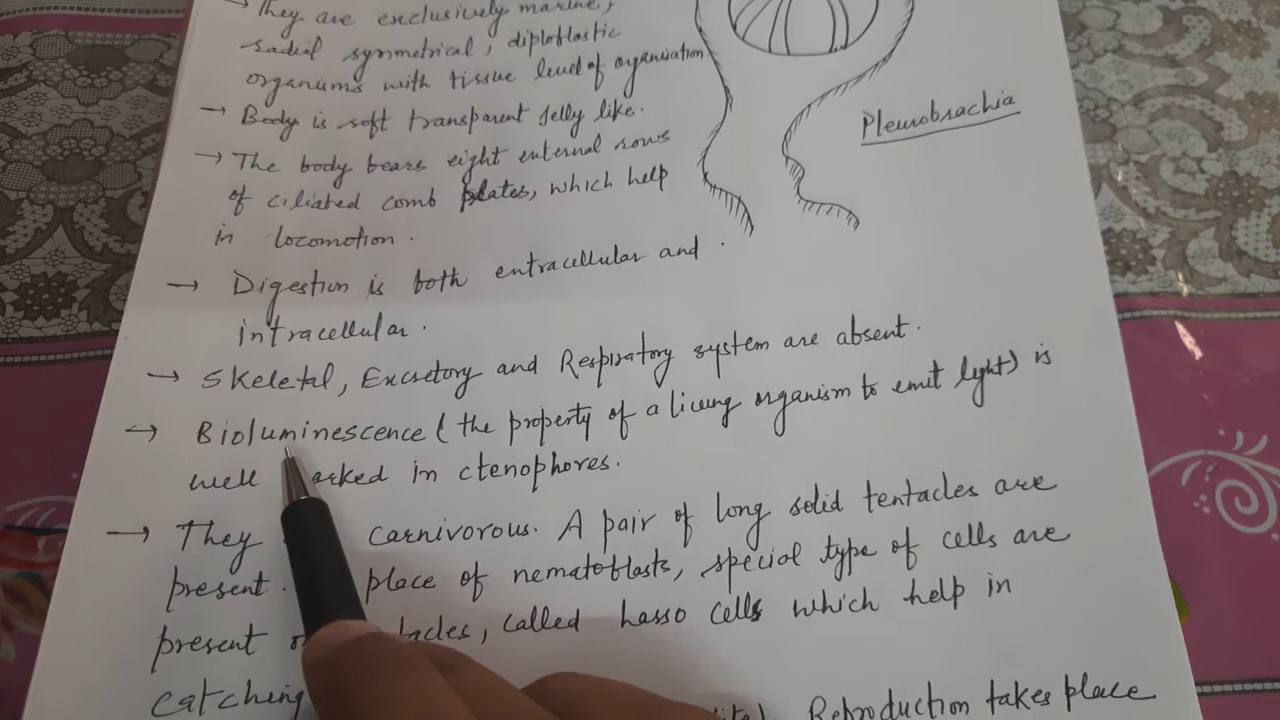 → They are exclusively marine,
radial symmetrical, diploblastic
organisms with tissue level of organisation
→ Body is soft transparent Jelly like.
→ The body bears eight external rows
of ciliated comb plates, which help
in locomotion.
Pleurobrachia
→ Digestion is both extracellular and
intracellular.
→ Skeletal, Excretory and Respiratory system are absent.
→ Bioluminescence (the property of a living organism to emit light) is
well in ctenophores.
→ They carnivorous. A pair of long solid tentacles are
present. place of nematoblasts, special type of cells are
present called lasso cells which help in
catching Reproduction takes place